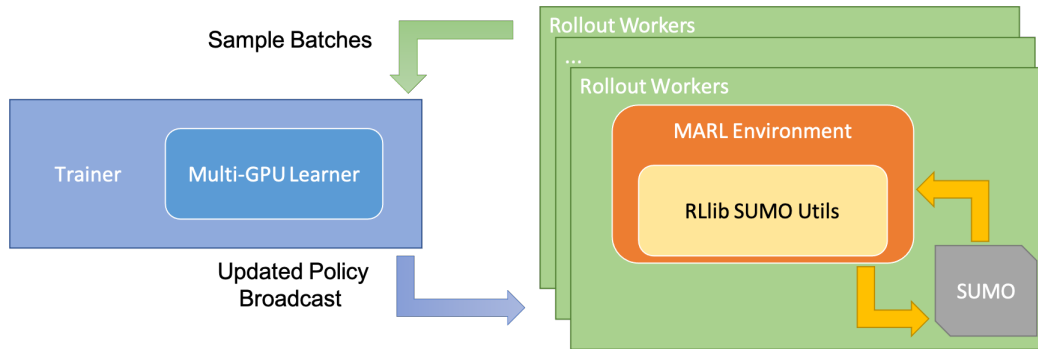 Sample Batches
Trainer
Multi-GPU Learner
Updated Policy
Broadcast
Rollout Workers
...
Rollout Workers
MARL Environment
RLlib SUMO Utils
SUMO